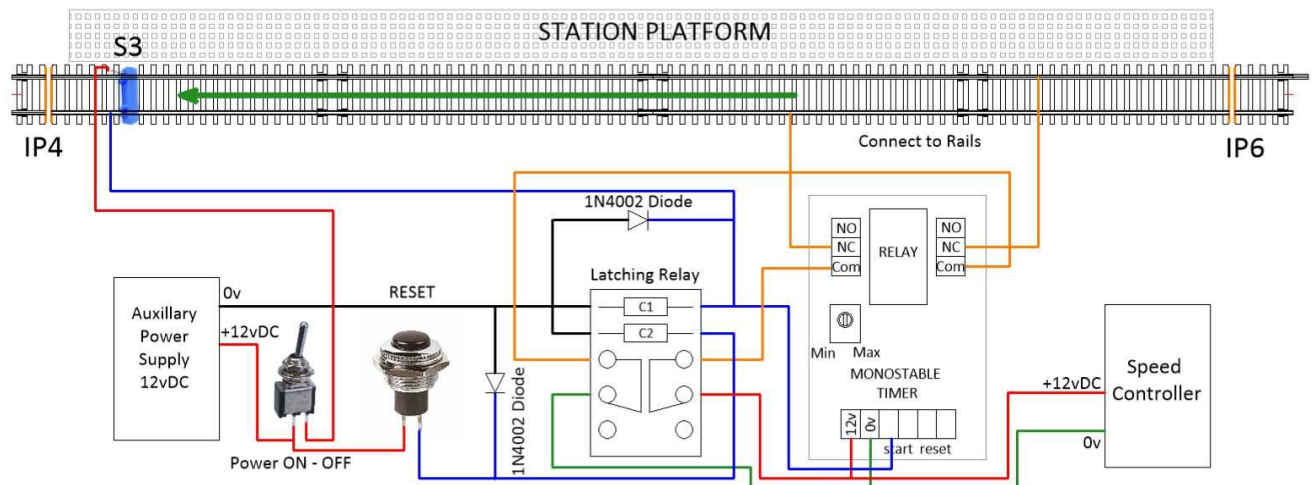 STATION PLATFORM
S3
IP4
IP6
Connect to Rails
1N4002 Diode
NO
NC
Com
RELAY
NO
NC
Com
Latching Relay
C1
C2
0v
RESET
Auxillary
Power
Supply
12vDC
+12vDC
Min Max
MONOSTABLE
TIMER
12v
0v
start reset
+12vDC
0v
Speed
Controller
1N4002 Diode
Power ON - OFF